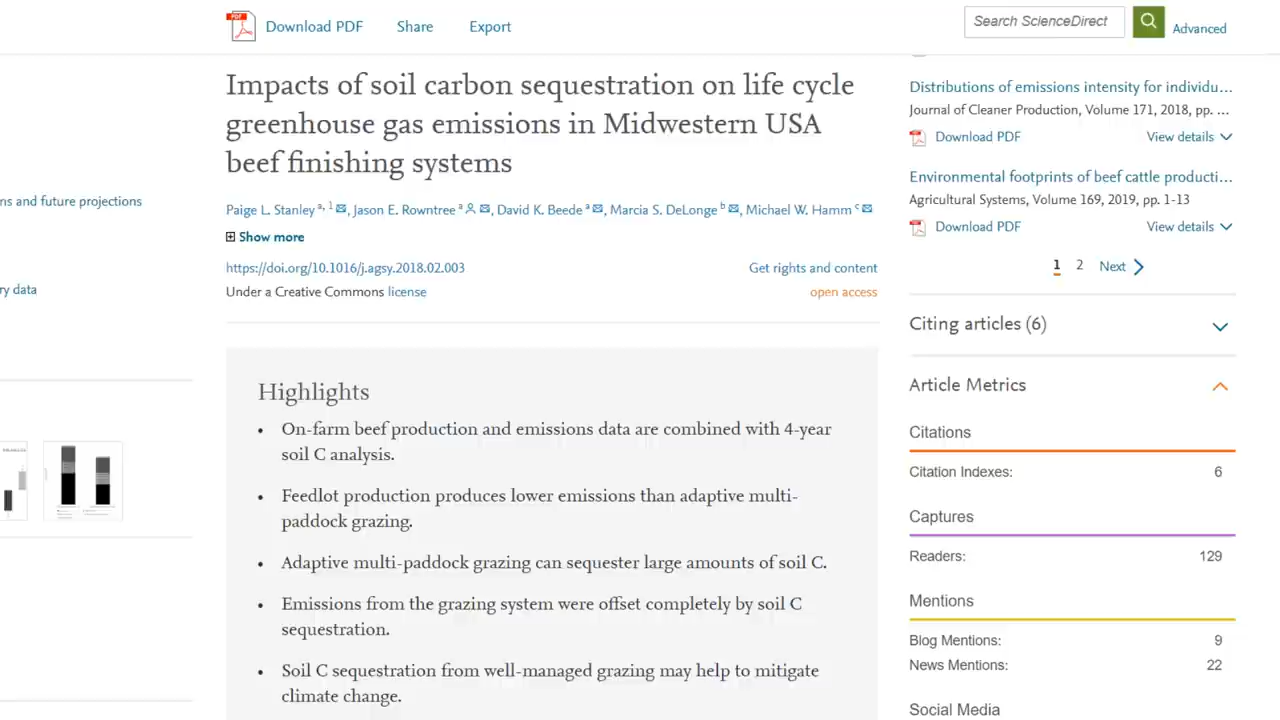 Download PDF
Share
Export
Search ScienceDirect
Advanced
ns and future projections
ry data
Impacts of soil carbon sequestration on life cycle
greenhouse gas emissions in Midwestern USA
beef finishing systems
Paige L. Stanley a, 1, Jason E. Rowntree a, David K. Beede a, Marcia S. DeLonge b, Michael W. Hamm c
Show more
https://doi.org/10.1016/j.agsy.2018.02.003
Get rights and content
Under a Creative Commons license
open access
Highlights
• On-farm beef production and emissions data are combined with 4-year
soil C analysis.
• Feedlot production produces lower emissions than adaptive multi-
paddock grazing.
• Adaptive multi-paddock grazing can sequester large amounts of soil C.
• Emissions from the grazing system were offset completely by soil C
sequestration.
• Soil C sequestration from well-managed grazing may help to mitigate
climate change.
Distributions of emissions intensity for individu...
Journal of Cleaner Production, Volume 171, 2018, pp. ...
Download PDF
View details
Environmental footprints of beef cattle producti...
Agricultural Systems, Volume 169, 2019, pp. 1-13
Download PDF
View details
1 2 Next
Citing articles (6)
Article Metrics
Citations
Citation Indexes: 6
Captures
Readers: 129
Mentions
Blog Mentions: 9
News Mentions: 22
Social Media